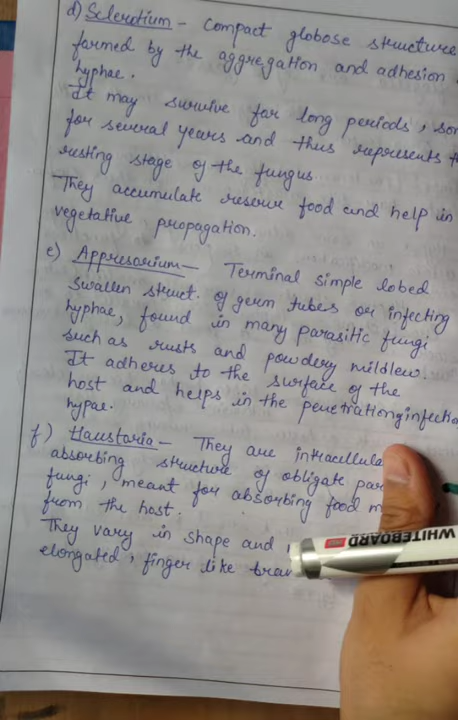 d) Sclerotium - Compact globose structure
formed by the aggregation and adhesion
hyphae.
It may survive for long periods, som
for several years and thus represents th
resting stage of the fungus.
They accumulate reserve food and help in
vegetative propagation.
e) Appresorium - Terminal simple lobed
swollen struct. of germ tubes or infecting
hyphae, found in many parasitic fungi
such as rusts and powdery mildew.
It adheres to the surface of the
host and helps in the penetrationginfectio
hypae.
f) Haustoria - They are intracellula
absorbing structure of obligate par
fungi, meant for absorbing food m
from the host.
They vary in shape and
elongated, finger like bran
WHITEBOARD